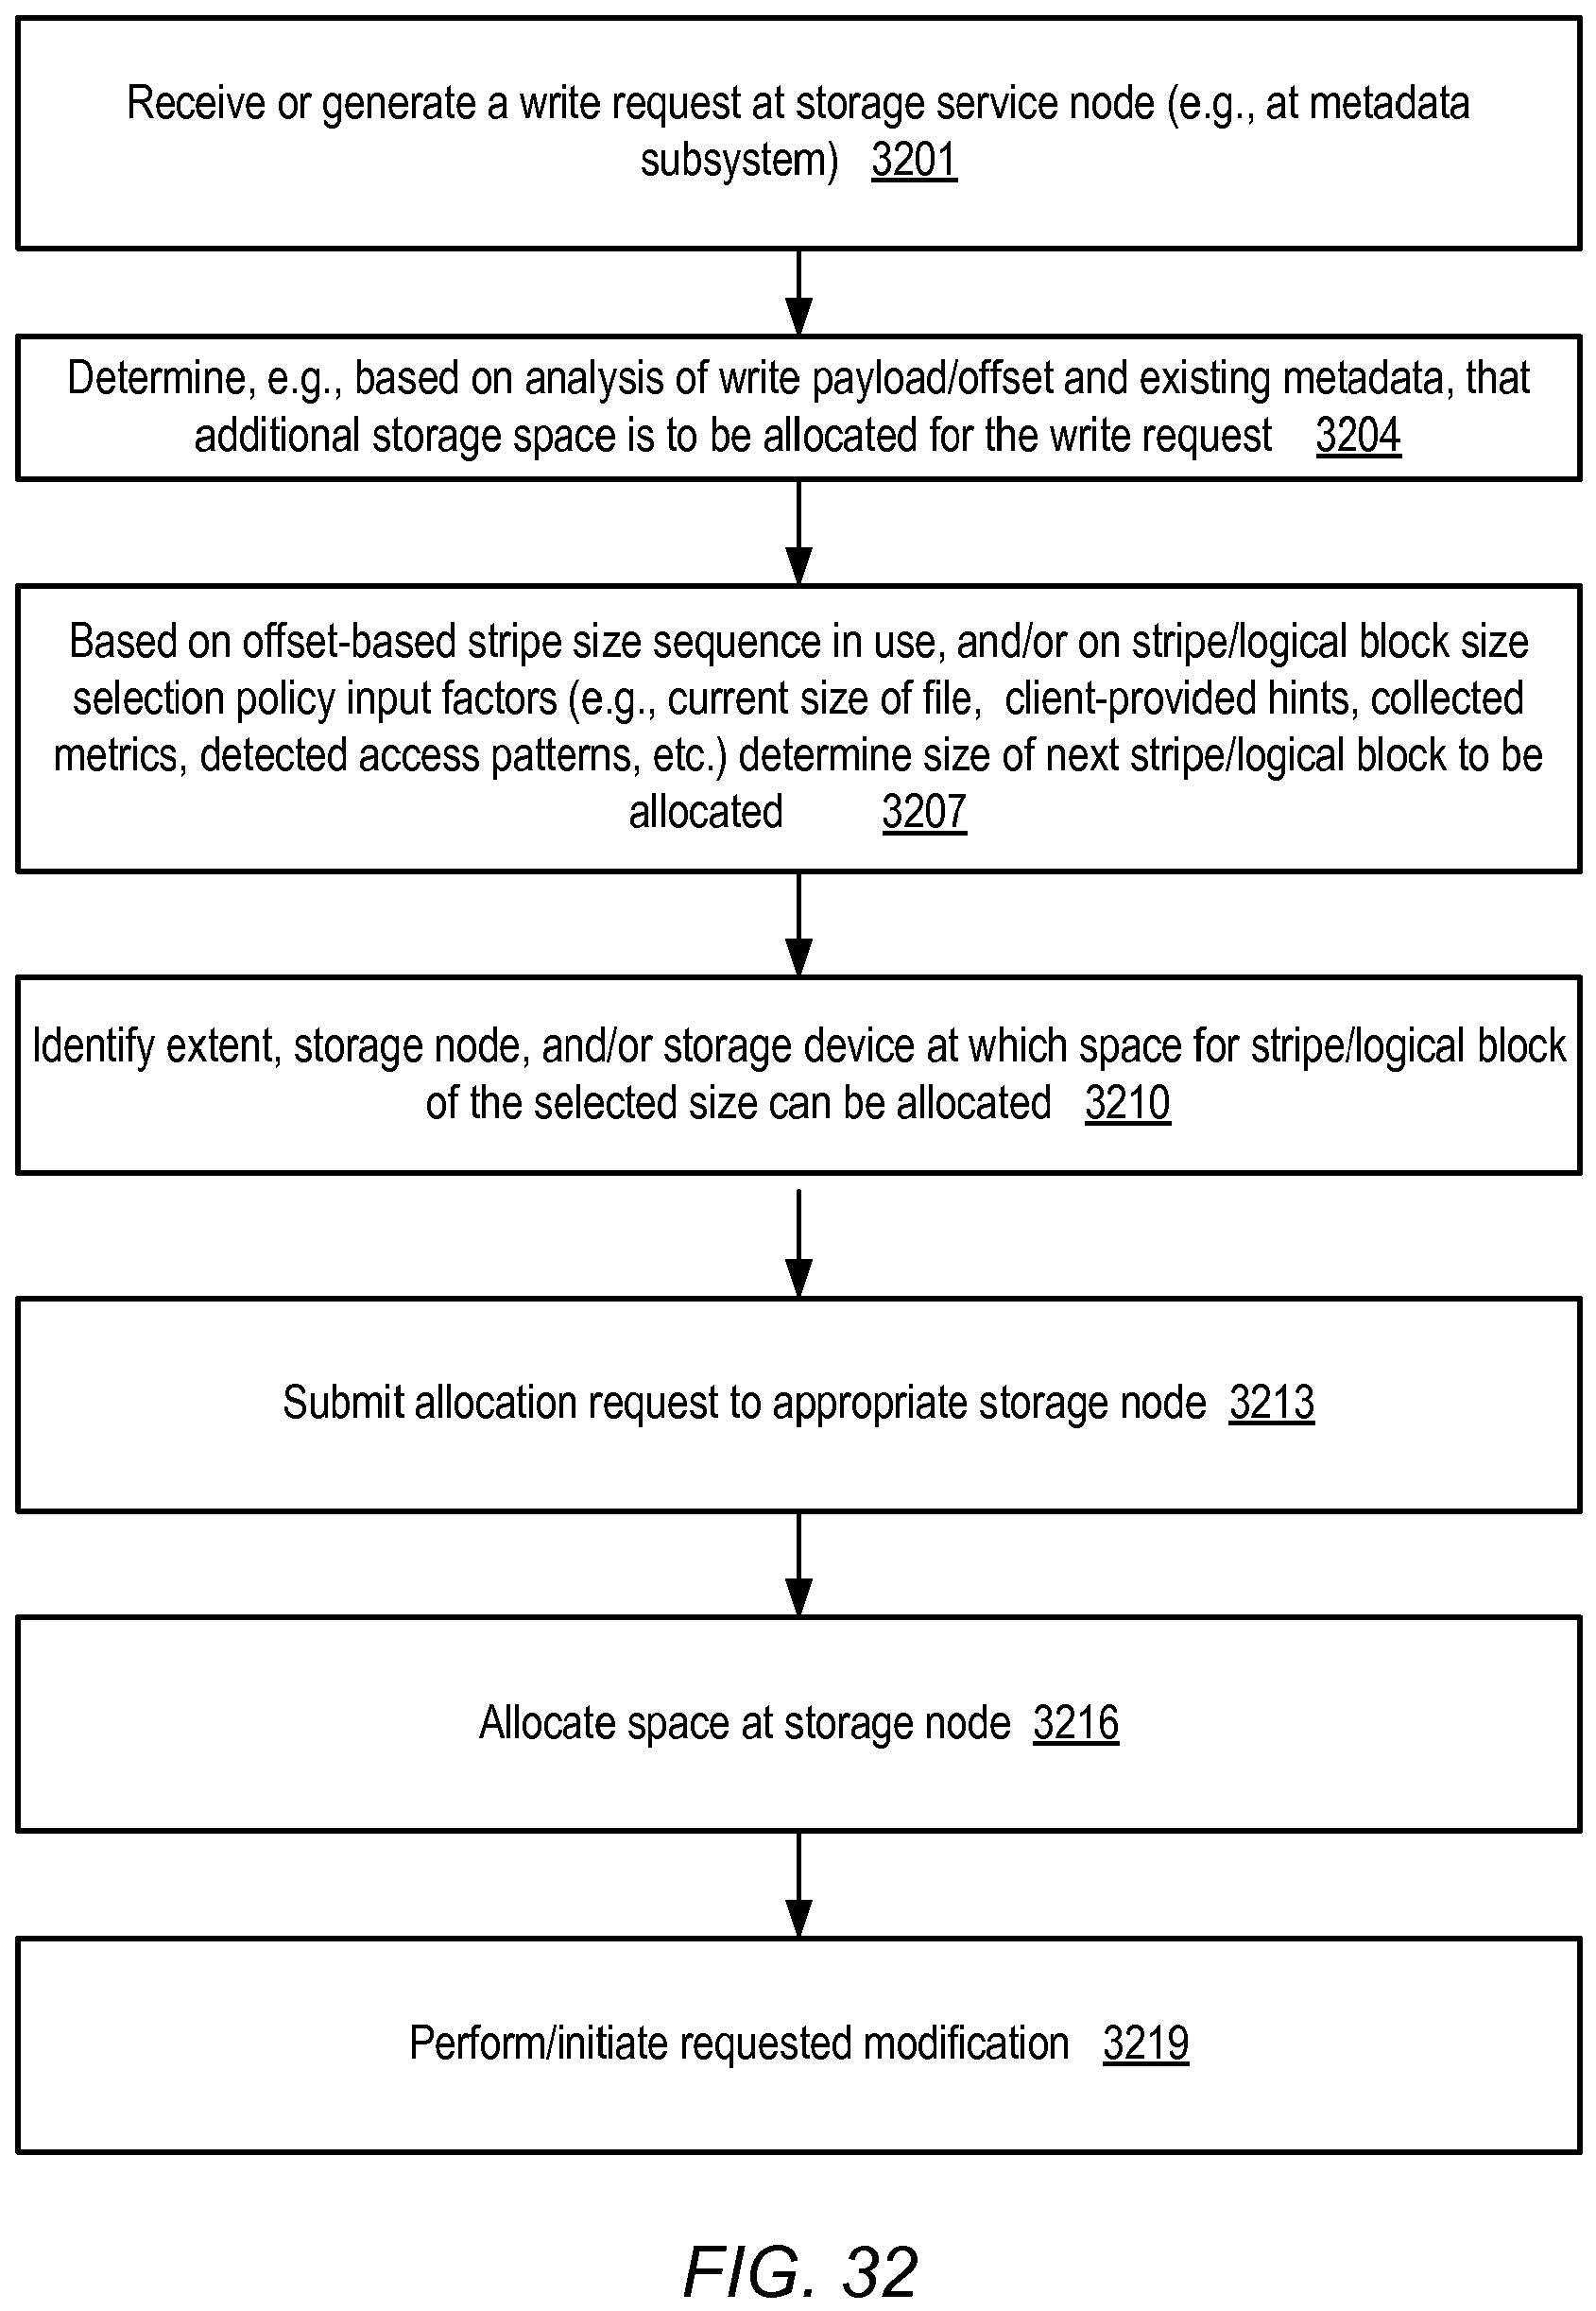 Receive or generate a write request at storage service node (e.g., at metadata
subsystem) 3201
Determine, e.g., based on analysis of write payload/offset and existing metadata, that
additional storage space is to be allocated for the write request 3204
Based on offset-based stripe size sequence in use, and/or on stripe/logical block size
selection policy input factors (e.g., current size of file, client-provided hints, collected
metrics, detected access patterns, etc.) determine size of next stripe/logical block to be
allocated 3207
Identify extent, storage node, and/or storage device at which space for stripe/logical block
of the selected size can be allocated 3210
Submit allocation request to appropriate storage node 3213
Allocate space at storage node 3216
Perform/initiate requested modification 3219
FIG. 32